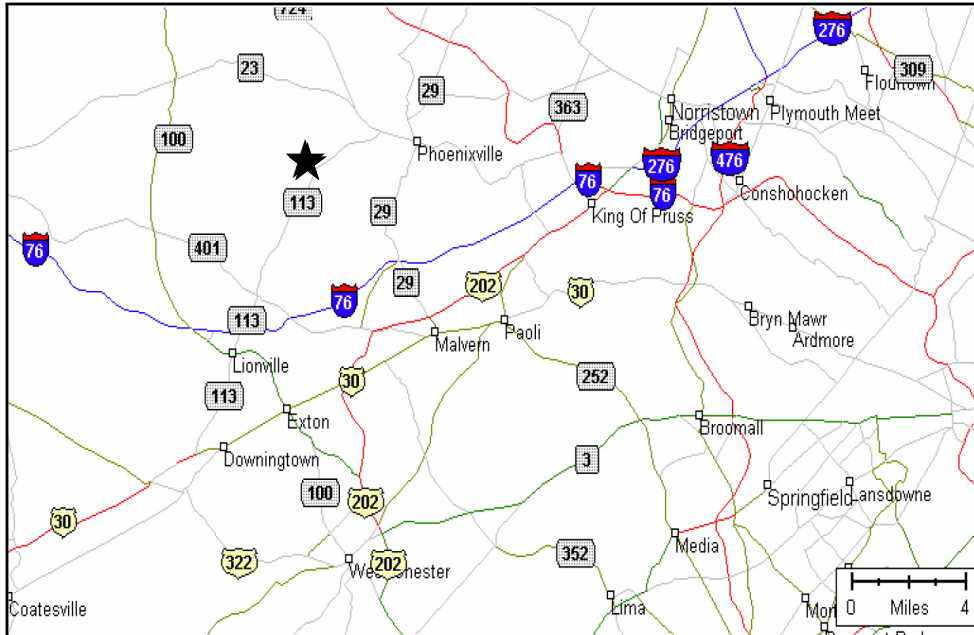 724
276
23
309
Flourtown
29
363
Norristown
Plymouth Meet
100
Bridgeport
Phoenixville
276
476
76
76
Conshohocken
113
King Of Pruss
29
401
76
29
202
30
76
113
Bryn Mawr
Paoli
Ardmore
Malvern
Lionville
252
30
113
Exton
Broomall
Downingtown
3
100
Springfield
Lansdowne
202
30
Media
352
322
202
Coatesville
Lima
0 Miles 4